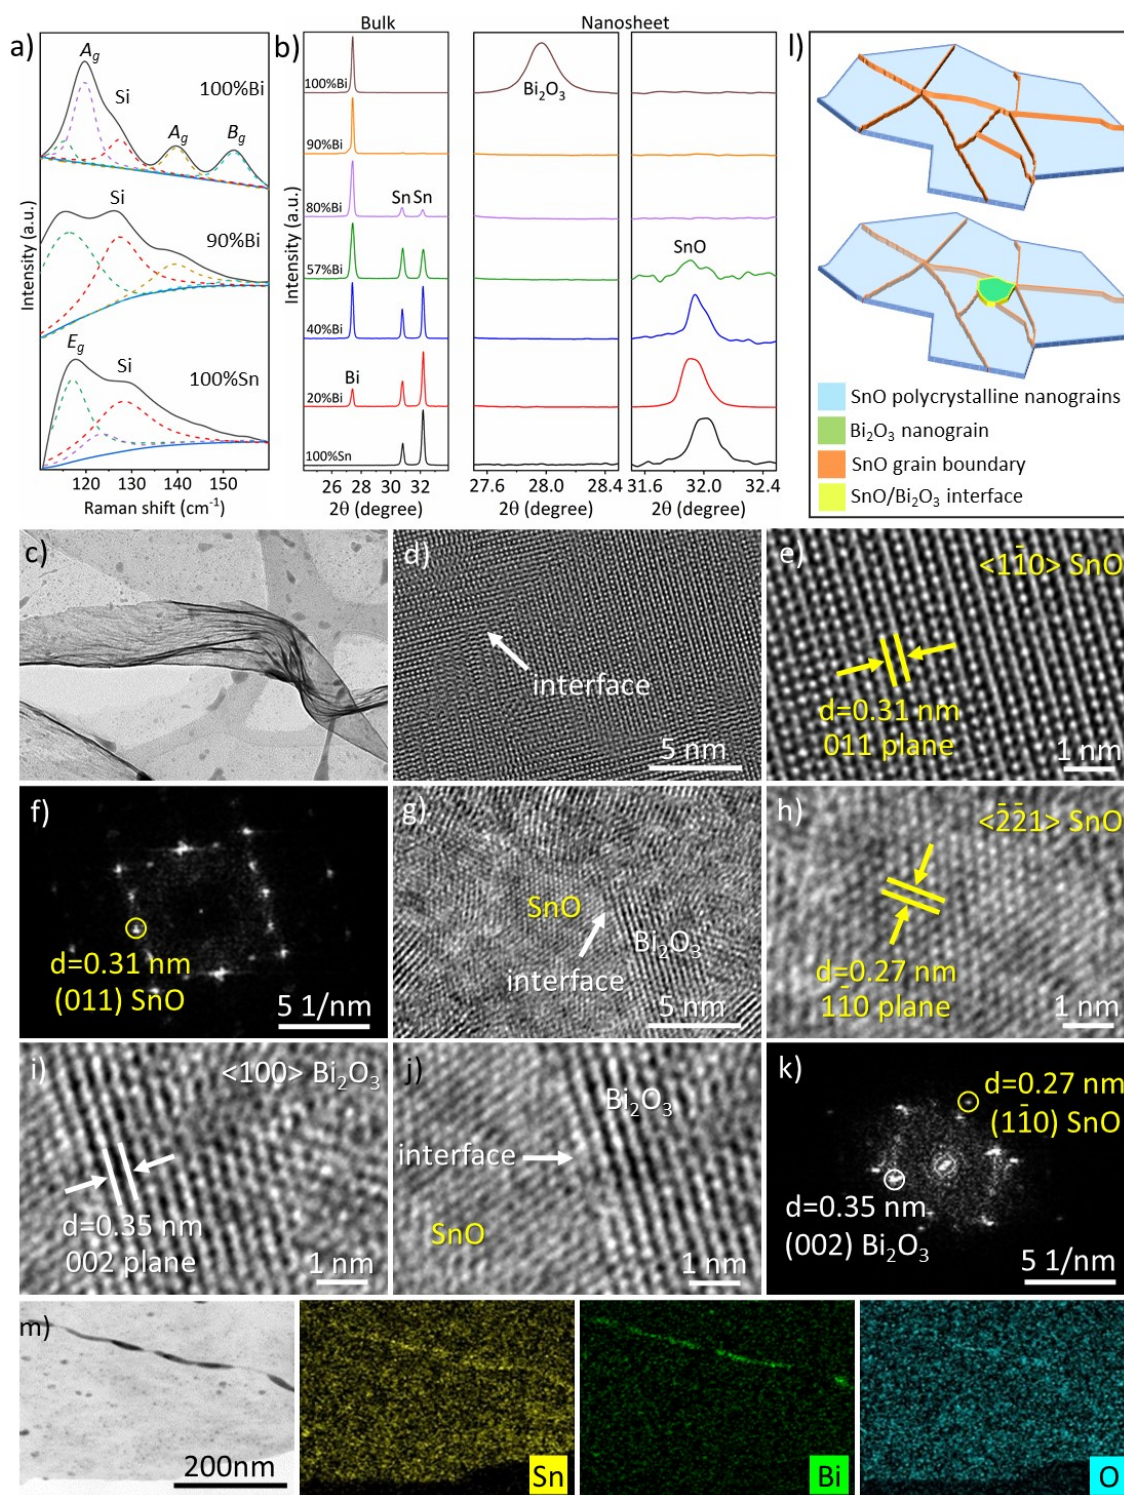 a)
A_g
Si
100%Bi
A_g
B_g
Si
90%Bi
E_g
Si
100%Sn
Intensity (a.u.)
120 130 140 150
Raman shift (cm⁻¹)
b)
Bulk
Nanosheet
100%Bi
90%Bi
80%Bi
57%Bi
40%Bi
20%Bi
100%Sn
Sn Sn
Bi
Bi₂O₃
SnO
Intensity (a.u.)
26 28 30 32
27.6 28.0 28.4
31.6 32.0 32.4
2θ (degree)
2θ (degree)
2θ (degree)
l)
SnO polycrystalline nanograins
Bi₂O₃ nanograin
SnO grain boundary
SnO/Bi₂O₃ interface
c)
d)
interface
5 nm
e)
<11̄0> SnO
d=0.31 nm
011 plane
1 nm
f)
d=0.31 nm
(011) SnO
5 1/nm
g)
SnO
Bi₂O₃
interface
5 nm
h)
<2̄2̄1> SnO
d=0.27 nm
11̄0 plane
1 nm
i)
<100> Bi₂O₃
d=0.35 nm
002 plane
1 nm
j)
Bi₂O₃
interface
SnO
1 nm
k)
d=0.27 nm
(11̄0) SnO
d=0.35 nm
(002) Bi₂O₃
5 1/nm
m)
200nm
Sn
Bi
O